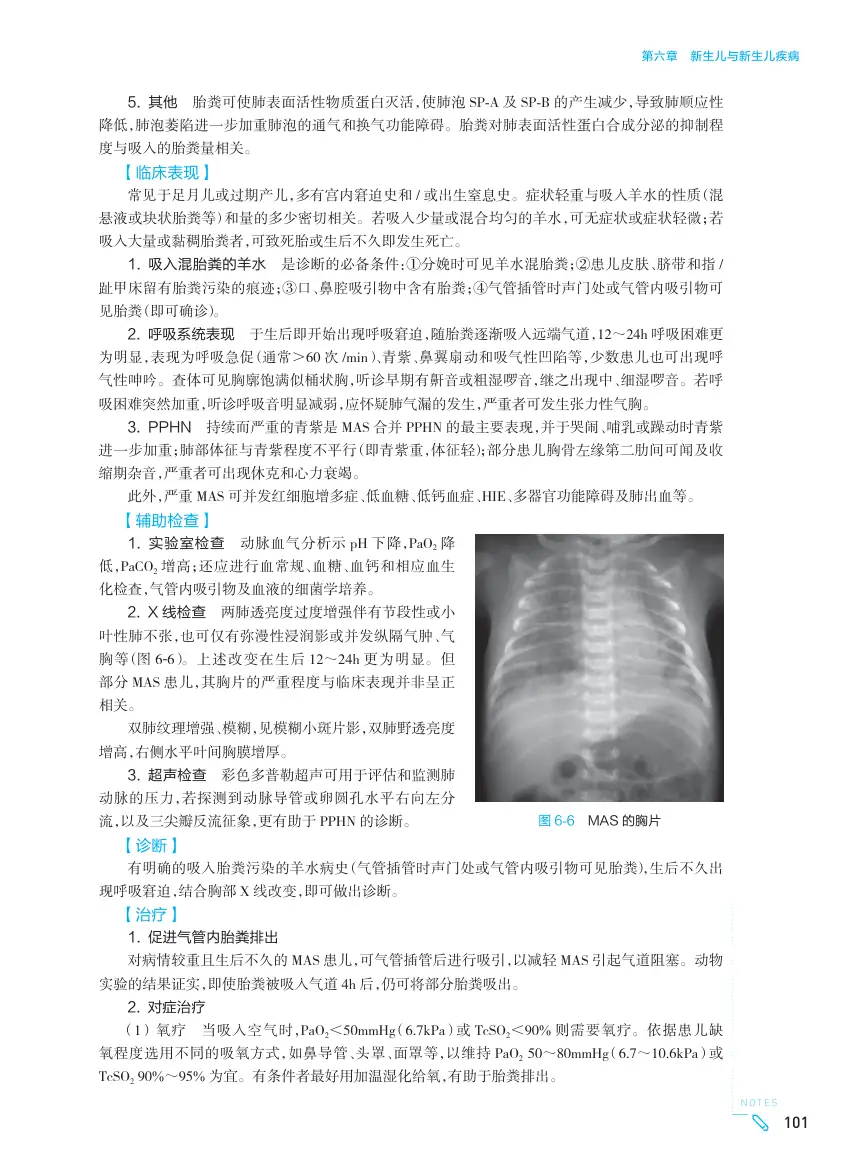 第六章 新生儿与新生儿疾病
5. 其他 胎粪可使肺表面活性物质蛋白灭活,使肺泡 SP-A 及 SP-B 的产生减少,导致肺顺应性
降低,肺泡萎陷进一步加重肺泡的通气和换气功能障碍。胎粪对肺表面活性蛋白合成分泌的抑制程
度与吸入的胎粪量相关。
【临床表现】
常见于足月儿或过期产儿,多有宫内窘迫史和 / 或出生窒息史。症状轻重与吸入羊水的性质(混
悬液或块状胎粪等)和量的多少密切相关。若吸入少量或混合均匀的羊水,可无症状或症状轻微;若
吸入大量或黏稠胎粪者,可致死胎或生后不久即发生死亡。
1. 吸入混胎粪的羊水 是诊断的必备条件:①分娩时可见羊水混胎粪;②患儿皮肤、脐带和指 /
趾甲床留有胎粪污染的痕迹;③口、鼻腔吸引物中含有胎粪;④气管插管时声门处或气管内吸引物可
见胎粪(即可确诊)。
2. 呼吸系统表现 于生后即开始出现呼吸窘迫,随胎粪逐渐吸入远端气道,12～24h 呼吸困难更
为明显,表现为呼吸急促(通常>60 次 /min)、青紫、鼻翼扇动和吸气性凹陷等,少数患儿也可出现呼
气性呻吟。查体可见胸廓饱满似桶状胸,听诊早期有鼾音或粗湿啰音,继之出现中、细湿啰音。若呼
吸困难突然加重,听诊呼吸音明显减弱,应怀疑肺气漏的发生,严重者可发生张力性气胸。
3. PPHN 持续而严重的青紫是 MAS 合并 PPHN 的最主要表现,并于哭闹、哺乳或躁动时青紫
进一步加重;肺部体征与青紫程度不平行(即青紫重,体征轻);部分患儿胸骨左缘第二肋间可闻及收
缩期杂音,严重者可出现休克和心力衰竭。
此外,严重 MAS 可并发红细胞增多症、低血糖、低钙血症、HIE、多器官功能障碍及肺出血等。
【辅助检查】
1. 实验室检查 动脉血气分析示 pH 下降,PaO₂ 降
低,PaCO₂ 增高;还应进行血常规、血糖、血钙和相应血生
化检查,气管内吸引物及血液的细菌学培养。
2. X 线检查 两肺透亮度过度增强伴有节段性或小
叶性肺不张,也可仅有弥漫性浸润影或并发纵隔气肿、气
胸等(图 6-6)。上述改变在生后 12～24h 更为明显。但
部分 MAS 患儿,其胸片的严重程度与临床表现并非呈正
相关。
双肺纹理增强、模糊,见模糊小斑片影,双肺野透亮度
增高,右侧水平叶间胸膜增厚。
3. 超声检查 彩色多普勒超声可用于评估和监测肺
动脉的压力,若探测到动脉导管或卵圆孔水平右向左分
流,以及三尖瓣反流征象,更有助于 PPHN 的诊断。
图 6-6 MAS 的胸片
【诊断】
有明确的吸入胎粪污染的羊水病史(气管插管时声门处或气管内吸引物可见胎粪),生后不久出
现呼吸窘迫,结合胸部 X 线改变,即可做出诊断。
【治疗】
1. 促进气管内胎粪排出
对病情较重且生后不久的 MAS 患儿,可气管插管后进行吸引,以减轻 MAS 引起气道阻塞。动物
实验的结果证实,即使胎粪被吸入气道 4h 后,仍可将部分胎粪吸出。
2. 对症治疗
(1)氧疗 当吸入空气时,PaO₂<50mmHg(6.7kPa)或 TcSO₂<90% 则需要氧疗。依据患儿缺
氧程度选用不同的吸氧方式,如鼻导管、头罩、面罩等,以维持 PaO₂ 50～80mmHg(6.7～10.6kPa)或
TcSO₂ 90%～95% 为宜。有条件者最好用加温湿化给氧,有助于胎粪排出。
NOTES
101